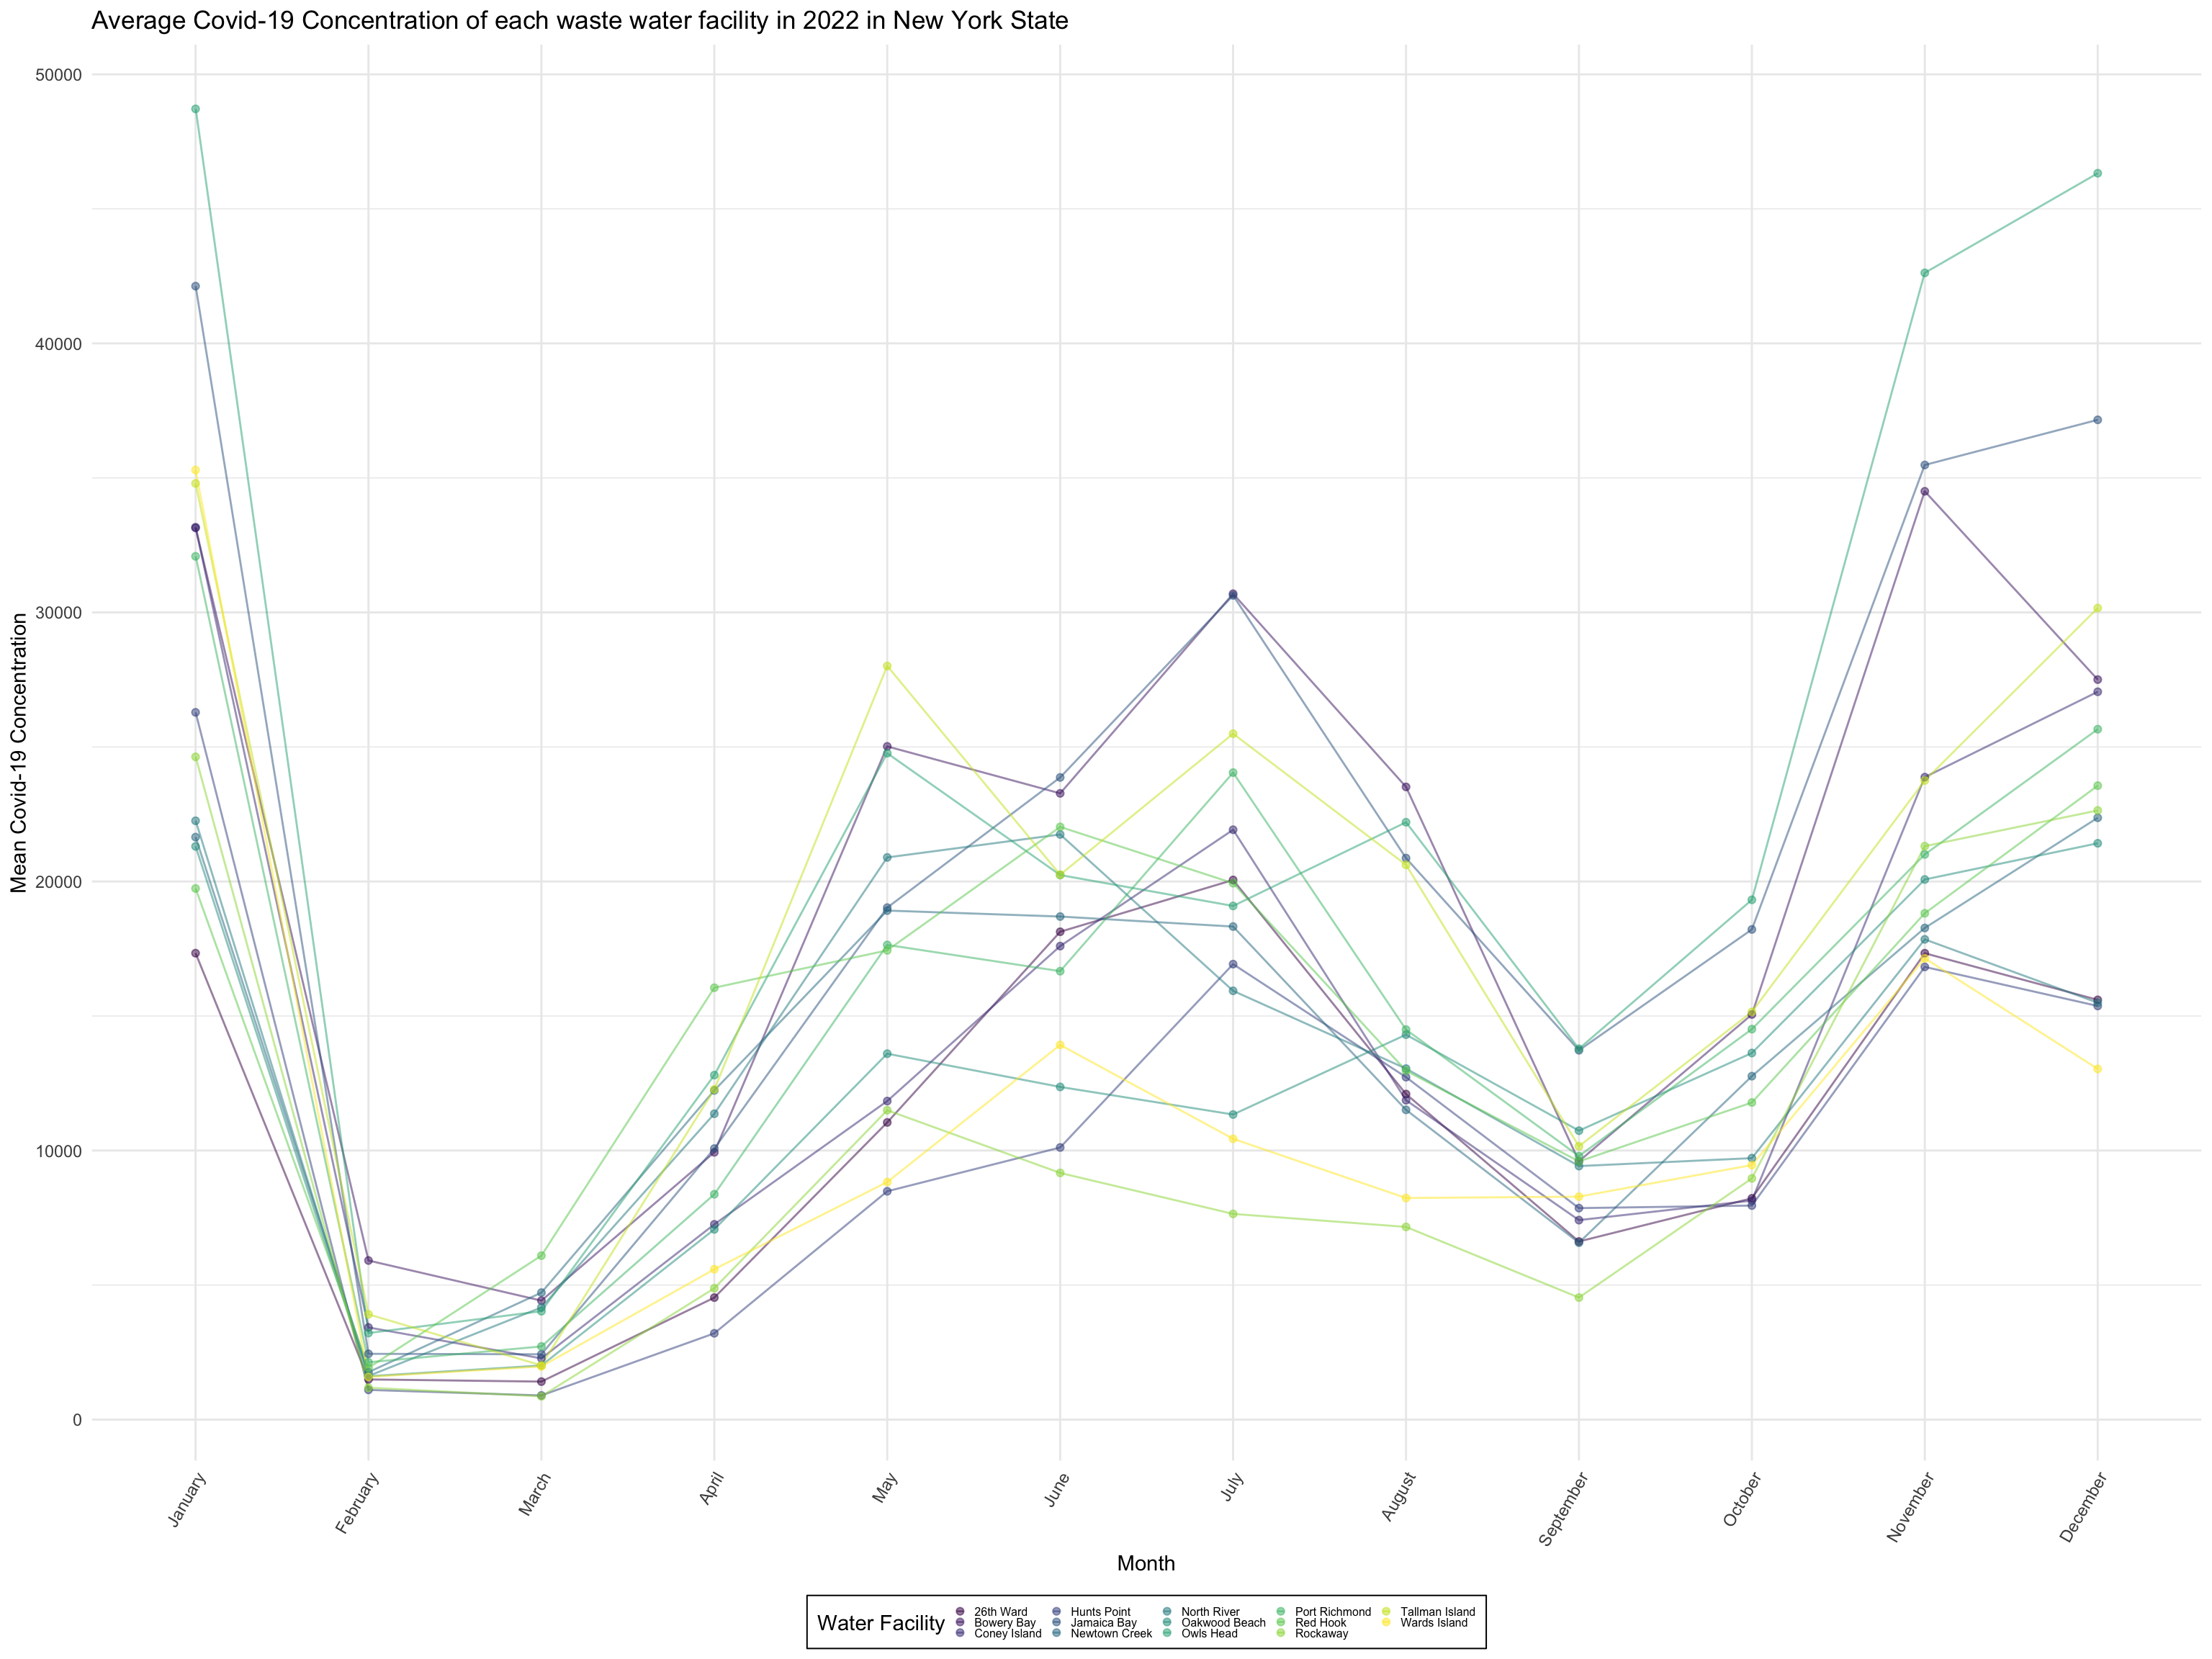 Average Covid-19 Concentration of each waste water facility in 2022 in New York State
50000
40000
30000
20000
10000
0
Mean Covid-19 Concentration
January
February
March
April
May
June
July
August
September
October
November
December
Month
Water Facility
26th Ward
Bowery Bay
Coney Island
Hunts Point
Jamaica Bay
Newtown Creek
North River
Oakwood Beach
Owls Head
Port Richmond
Red Hook
Rockaway
Tallman Island
Wards Island